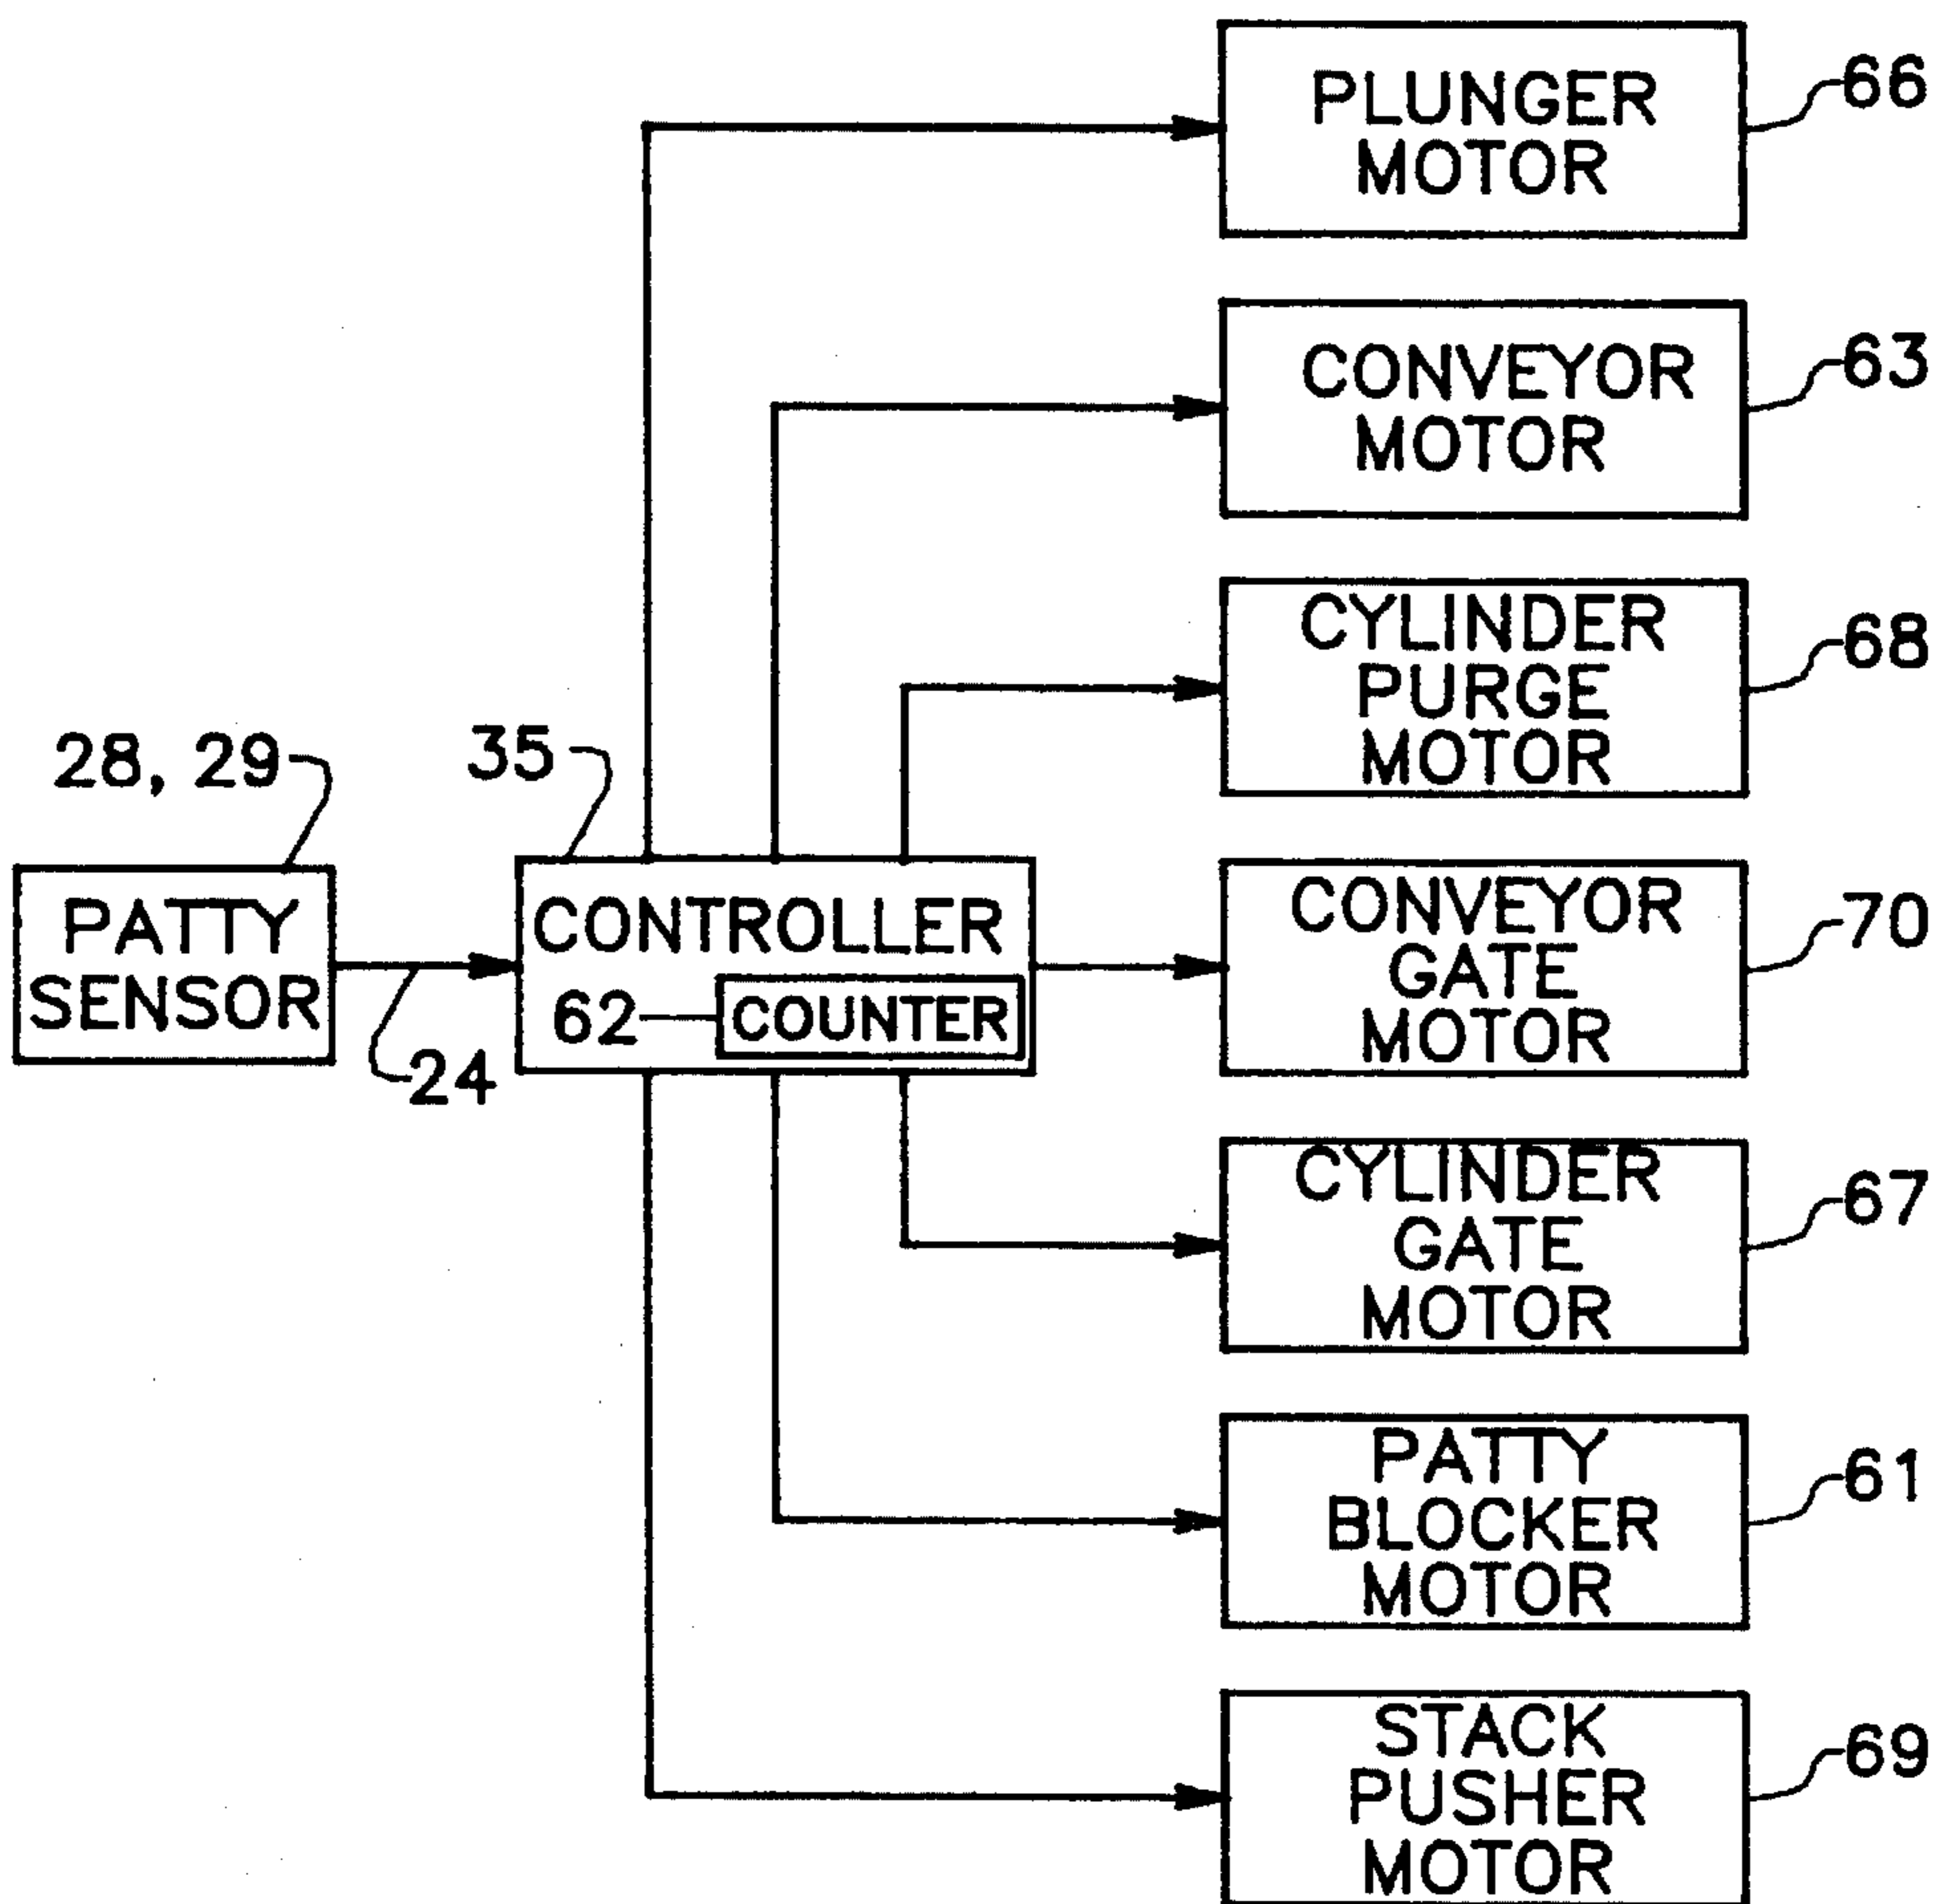 PLUNGER
MOTOR
66
CONVEYOR
MOTOR
63
CYLINDER
PURGE
MOTOR
68
28, 29
35
PATTY
SENSOR
24
CONTROLLER
62
COUNTER
CONVEYOR
GATE
MOTOR
70
CYLINDER
GATE
MOTOR
67
PATTY
BLOCKER
MOTOR
61
STACK
PUSHER
MOTOR
69